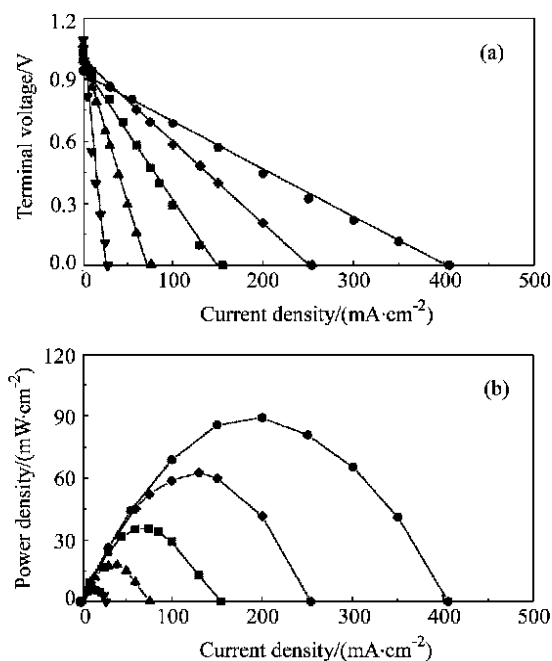 1.2
0.9
0.6
0.3
0.0
Terminal voltage/V
(a)
0 100 200 300 400 500
Current density/(mA·cm⁻²)
120
90
60
30
0
Power density/(mW·cm⁻²)
(b)
0 100 200 300 400 500
Current density/(mA·cm⁻²)